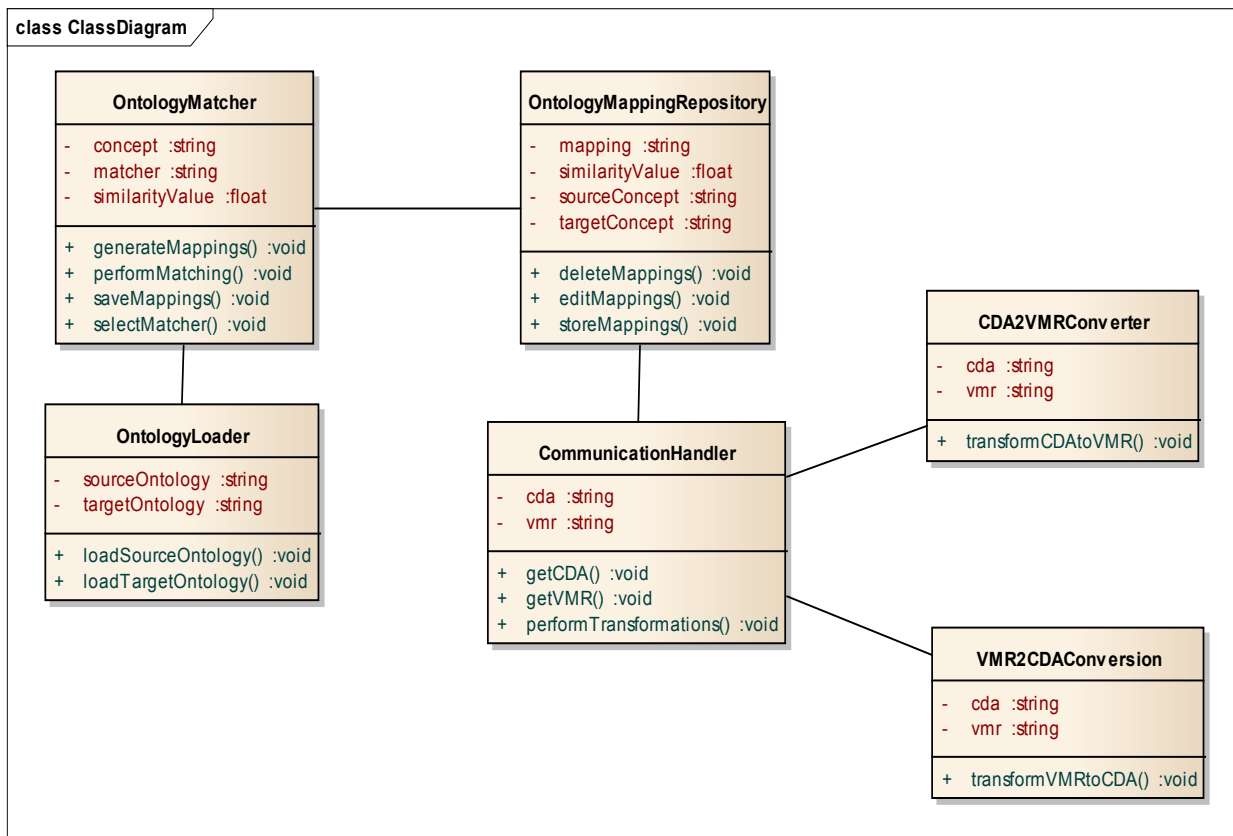 class ClassDiagram
OntologyMatcher
- concept :string
- matcher :string
- similarityValue :float
+ generateMappings() :void
+ performMatching() :void
+ saveMappings() :void
+ selectMatcher() :void
OntologyMappingRepository
- mapping :string
- similarityValue :float
- sourceConcept :string
- targetConcept :string
+ deleteMappings() :void
+ editMappings() :void
+ storeMappings() :void
OntologyLoader
- sourceOntology :string
- targetOntology :string
+ loadSourceOntology() :void
+ loadTargetOntology() :void
CommunicationHandler
- cda :string
- vmr :string
+ getCDA() :void
+ getVMR() :void
+ performTransformations() :void
CDA2VMRConverter
- cda :string
- vmr :string
+ transformCDAtoVMR() :void
VMR2CDAConversion
- cda :string
- vmr :string
+ transformVMRtoCDA() :void